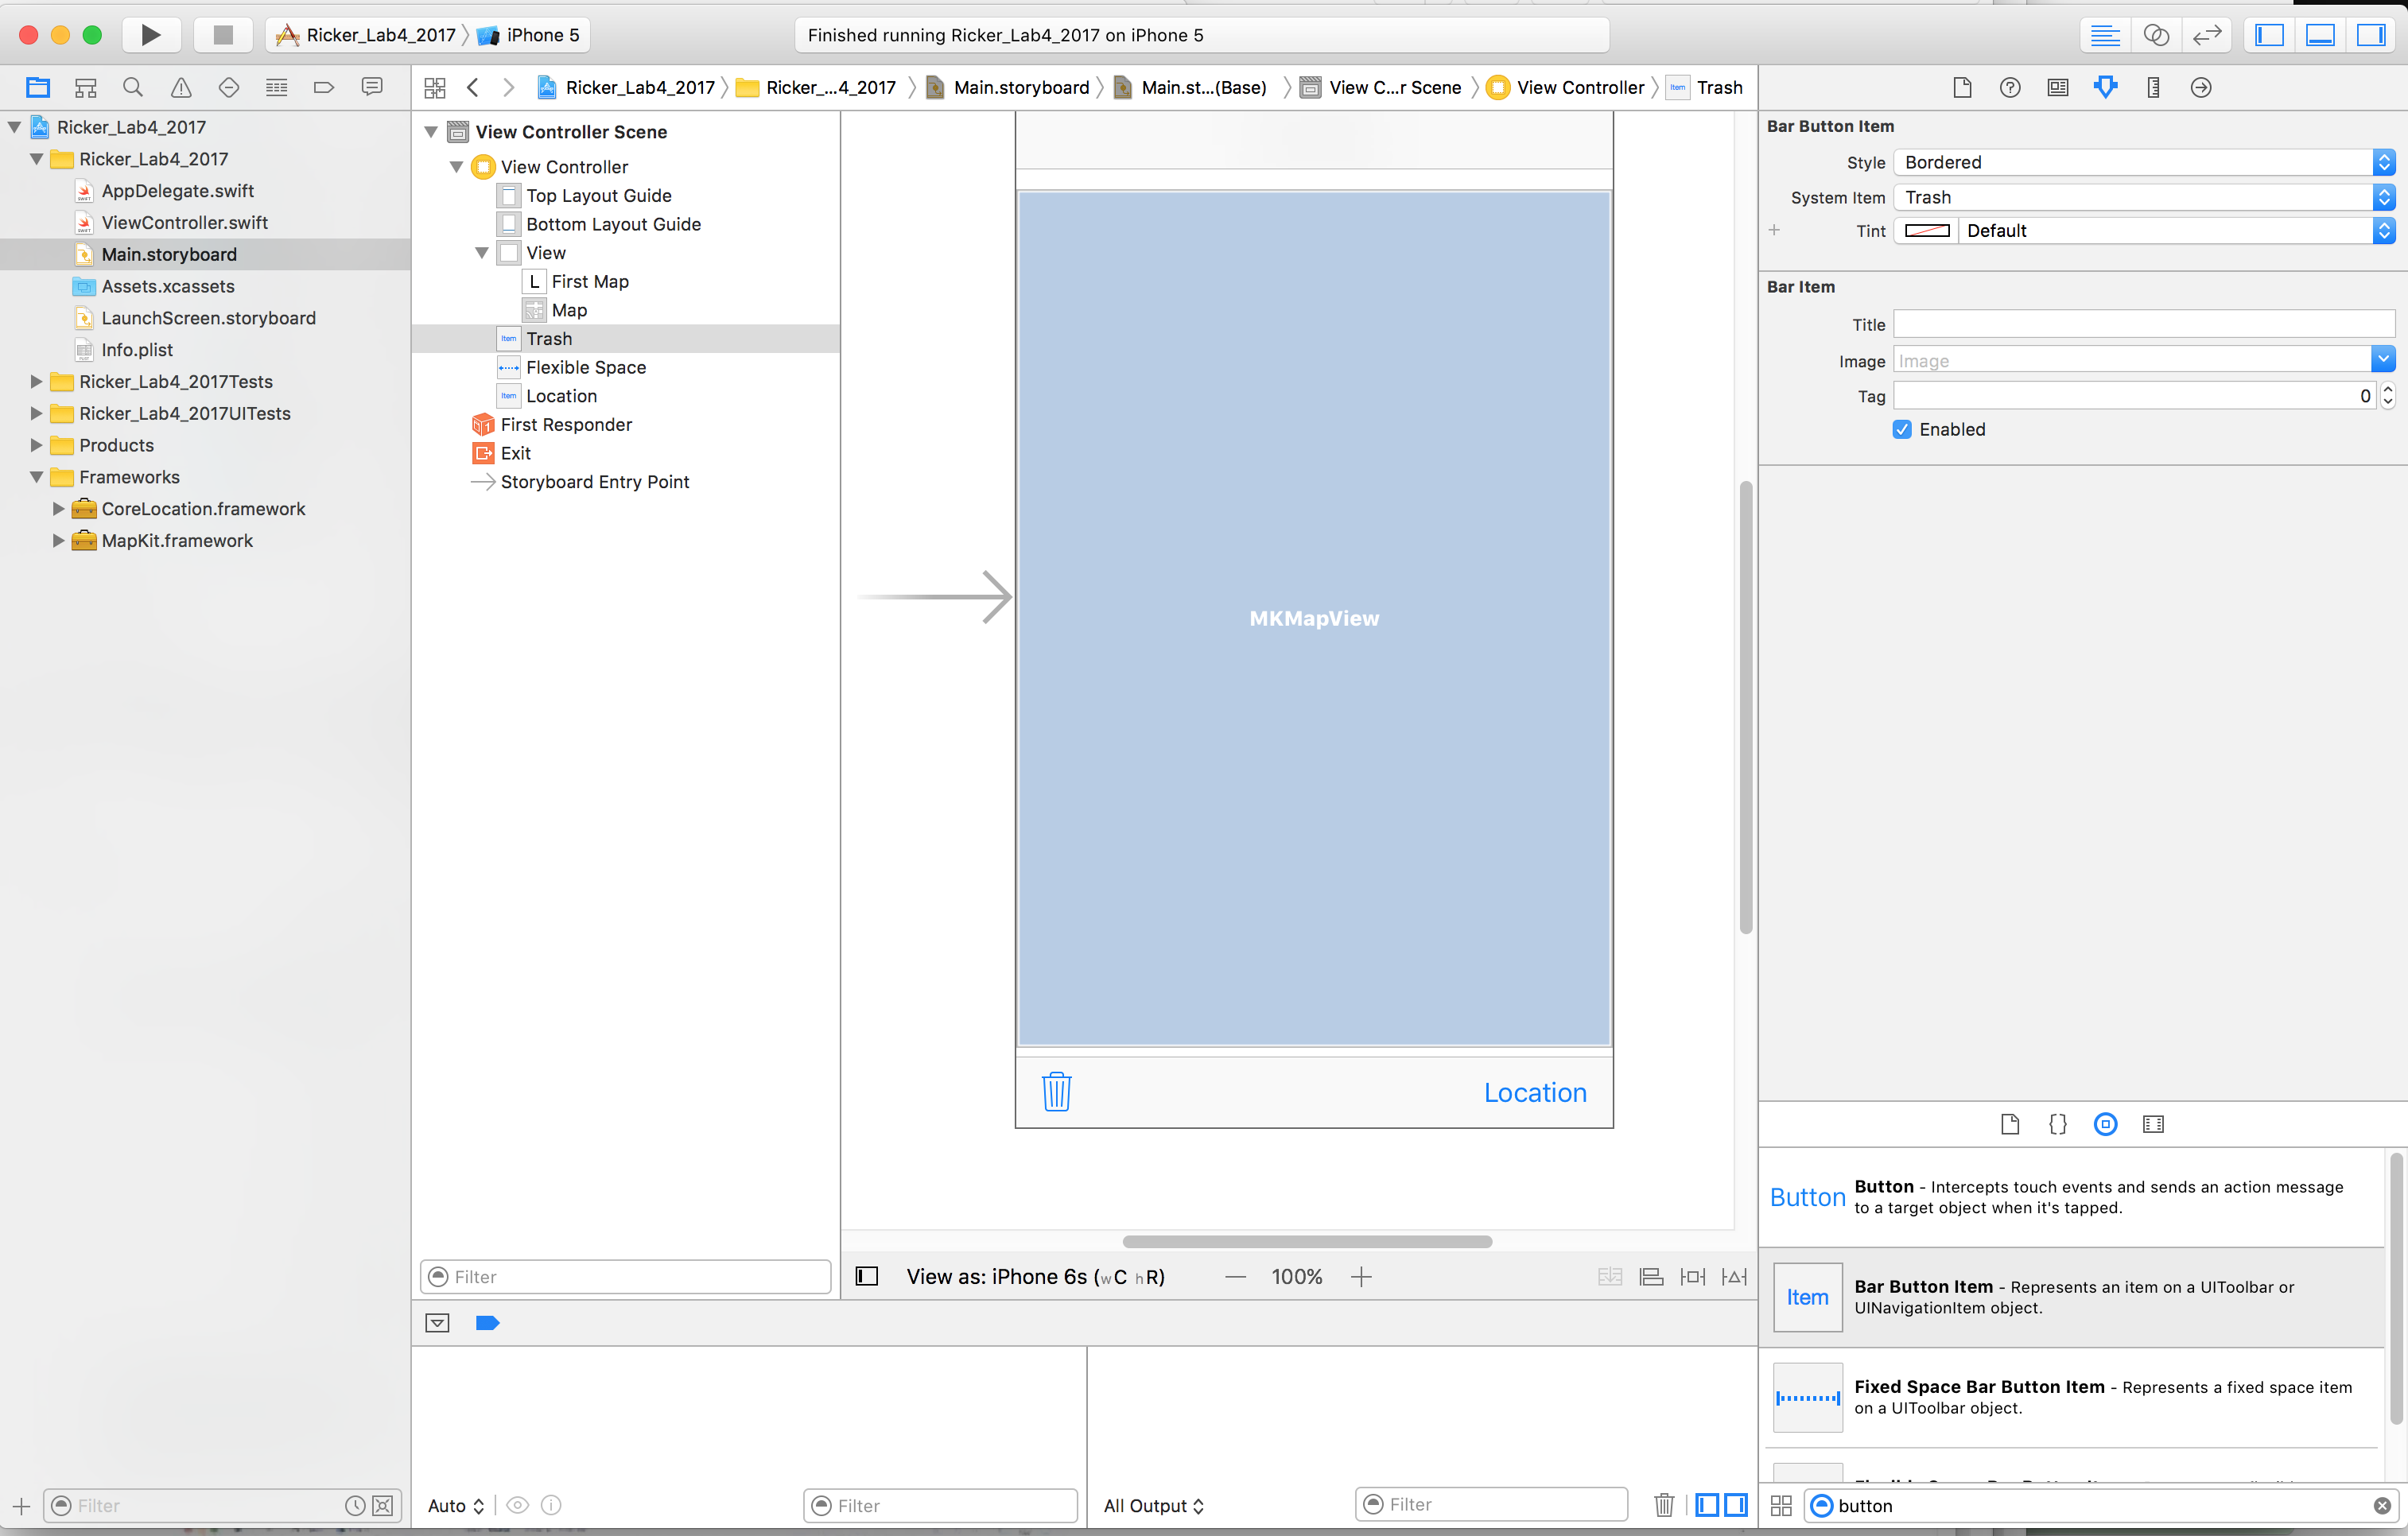 Ricker_Lab4_2017 iPhone 5
Finished running Ricker_Lab4_2017 on iPhone 5
Ricker_Lab4_2017 Ricker_...4_2017 Main.storyboard Main.st...(Base) View C...r Scene View Controller Item Trash
Ricker_Lab4_2017
Ricker_Lab4_2017
AppDelegate.swift
ViewController.swift
Main.storyboard
Assets.xcassets
LaunchScreen.storyboard
Info.plist
Ricker_Lab4_2017Tests
Ricker_Lab4_2017UITests
Products
Frameworks
CoreLocation.framework
MapKit.framework
Filter
View Controller Scene
View Controller
Top Layout Guide
Bottom Layout Guide
View
L First Map
Map
Item Trash
Flexible Space
Item Location
First Responder
Exit
Storyboard Entry Point
Filter
MKMapView
Location
View as: iPhone 6s (wC hR)
100%
Auto
Filter
All Output
Filter
Bar Button Item
Style Bordered
System Item Trash
Tint Default
Bar Item
Title
Image Image
Tag 0
Enabled
Button Button - Intercepts touch events and sends an action message
to a target object when it's tapped.
Item Bar Button Item - Represents an item on a UIToolbar or
UINavigationItem object.
Fixed Space Bar Button Item - Represents a fixed space item
on a UIToolbar object.
button